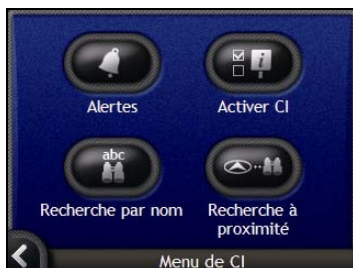 Alertes
Activer CI
abc
i
Recherche par nom
Recherche à
proximité
Menu de CI